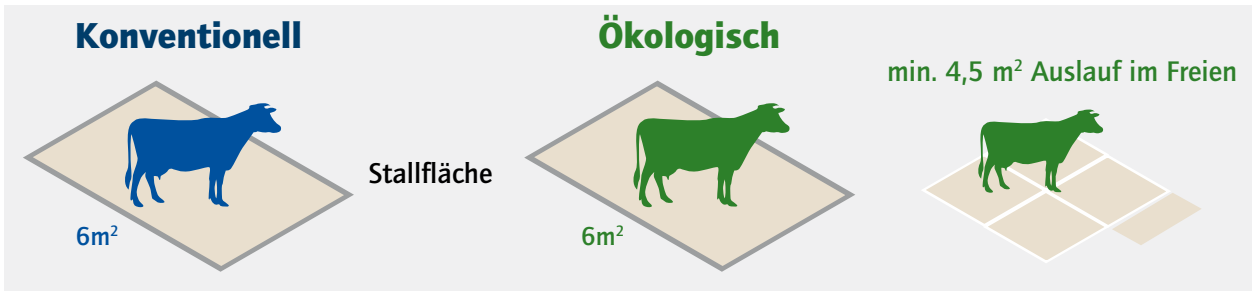 Konventionell
Ökologisch
min. 4,5 m² Auslauf im Freien
Stallfläche
6m²
6m²